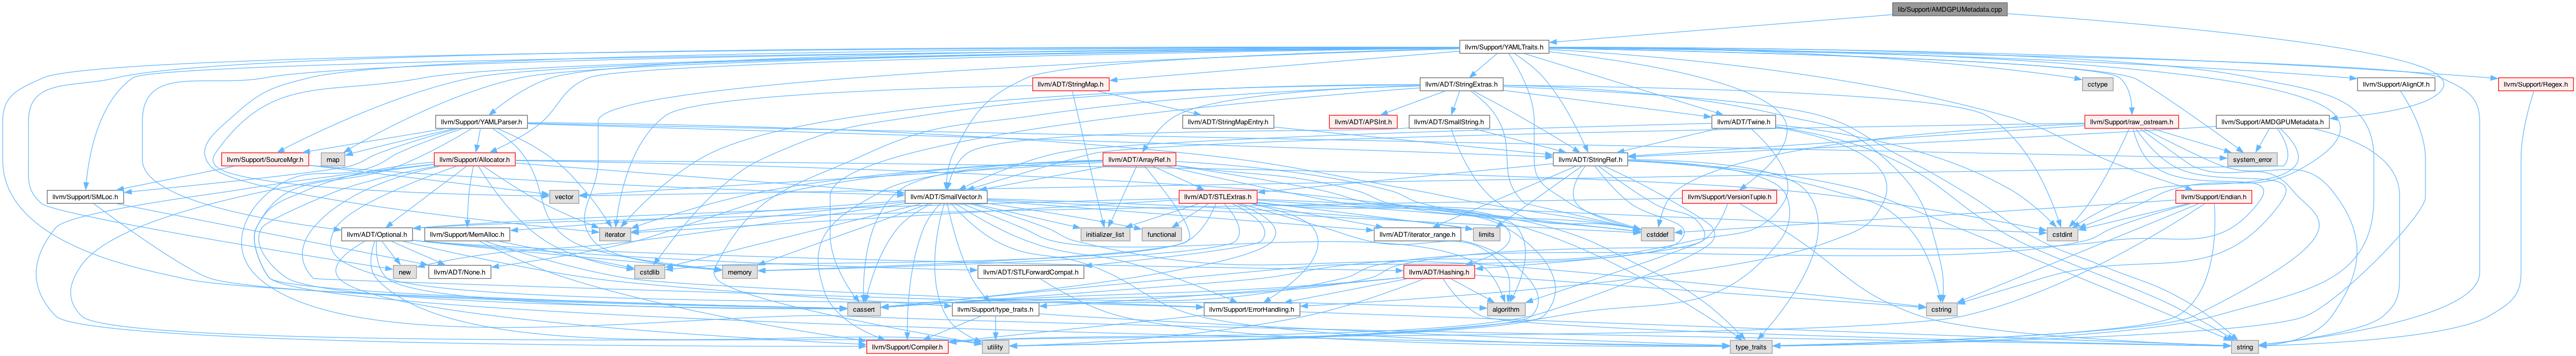 lib/Support/AMDGPUMetadata.cpp
llvm/Support/YAMLTraits.h
llvm/ADT/StringMap.h
llvm/ADT/StringExtras.h
cctype
llvm/Support/AlignOf.h
llvm/Support/Regex.h
llvm/Support/YAMLParser.h
llvm/ADT/StringMapEntry.h
llvm/ADT/APSInt.h
llvm/ADT/SmallString.h
llvm/ADT/Twine.h
llvm/Support/raw_ostream.h
llvm/Support/AMDGPUMetadata.h
llvm/Support/SourceMgr.h
map
llvm/Support/Allocator.h
llvm/ADT/ArrayRef.h
llvm/ADT/StringRef.h
system_error
llvm/Support/SMLoc.h
vector
llvm/ADT/SmallVector.h
llvm/ADT/STLExtras.h
llvm/Support/VersionTuple.h
llvm/Support/Endian.h
llvm/ADT/Optional.h
llvm/Support/MemAlloc.h
iterator
initializer_list
functional
llvm/ADT/iterator_range.h
limits
cstddef
cstdint
new
llvm/ADT/None.h
cstdlib
memory
llvm/ADT/STLForwardCompat.h
llvm/ADT/Hashing.h
cassert
llvm/Support/type_traits.h
llvm/Support/ErrorHandling.h
algorithm
cstring
llvm/Support/Compiler.h
utility
type_traits
string